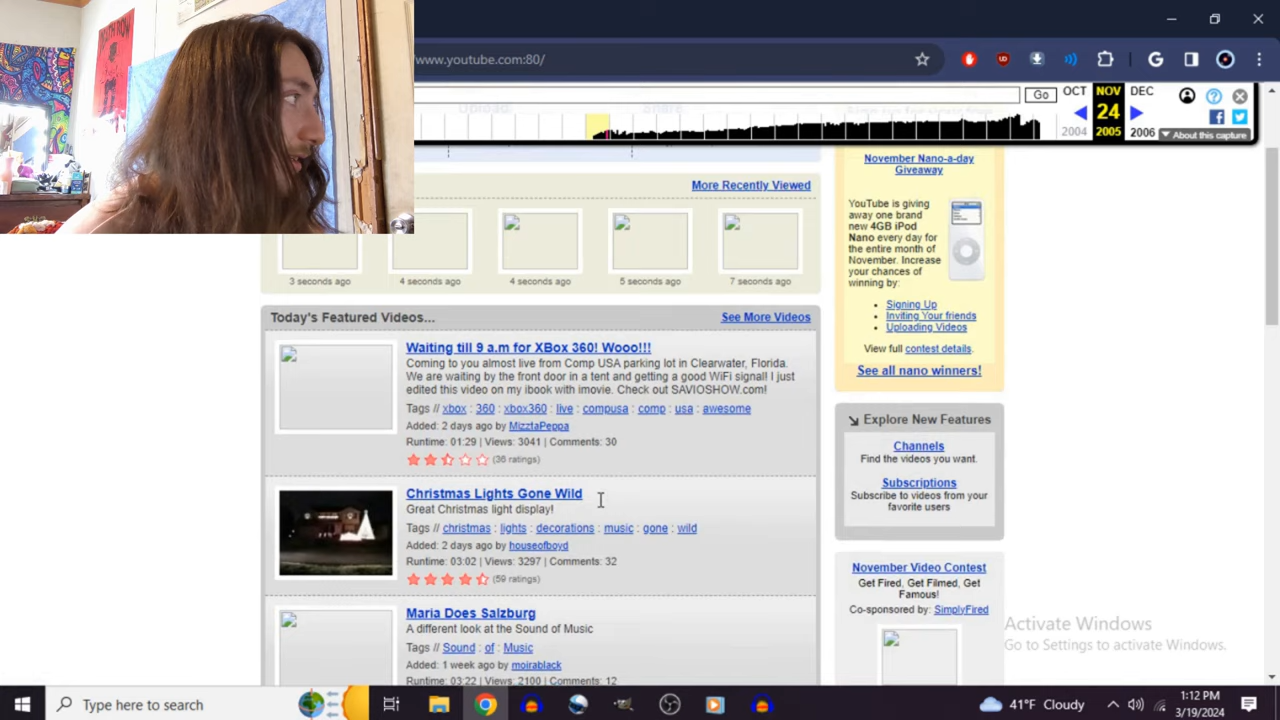 DEATH ROW
www.youtube.com:80/
Go
OCT NOV DEC
24
2004 2005 2006
About this capture
Upload Share
November Nano-a-day
Giveaway
YouTube is giving
away one brand
new 4GB iPod
Nano every day for
the entire month of
November. Increase
your chances of
winning by:
Signing Up
Inviting Your friends
Uploading Videos
View full contest details.
See all nano winners!
More Recently Viewed
3 seconds ago 4 seconds ago 4 seconds ago 5 seconds ago 7 seconds ago
Today's Featured Videos... See More Videos
Waiting till 9 a.m for XBox 360! Wooo!!!
Coming to you almost live from Comp USA parking lot in Clearwater, Florida.
We are waiting by the front door in a tent and getting a good WiFi signal! I just
edited this video on my ibook with imovie. Check out SAVIOSHOW.com!
Tags // xbox : 360 : xbox360 : live : compusa : comp : usa : awesome
Added: 2 days ago by MizztaPeppa
Runtime: 01:29 | Views: 3041 | Comments: 30
(36 ratings)
Christmas Lights Gone Wild
Great Christmas light display!
Tags // christmas : lights : decorations : music : gone : wild
Added: 2 days ago by houseofboyd
Runtime: 03:02 | Views: 3297 | Comments: 32
(59 ratings)
Maria Does Salzburg
A different look at the Sound of Music
Tags // Sound : of : Music
Added: 1 week ago by moirablack
Runtime: 03:22 | Views: 2100 | Comments: 12
Explore New Features
Channels
Find the videos you want.
Subscriptions
Subscribe to videos from your
favorite users
November Video Contest
Get Fired, Get Filmed, Get
Famous!
Co-sponsored by: SimplyFired
Activate Windows
Go to Settings to activate Windows.
Type here to search
41°F Cloudy
1:12 PM
3/19/2024